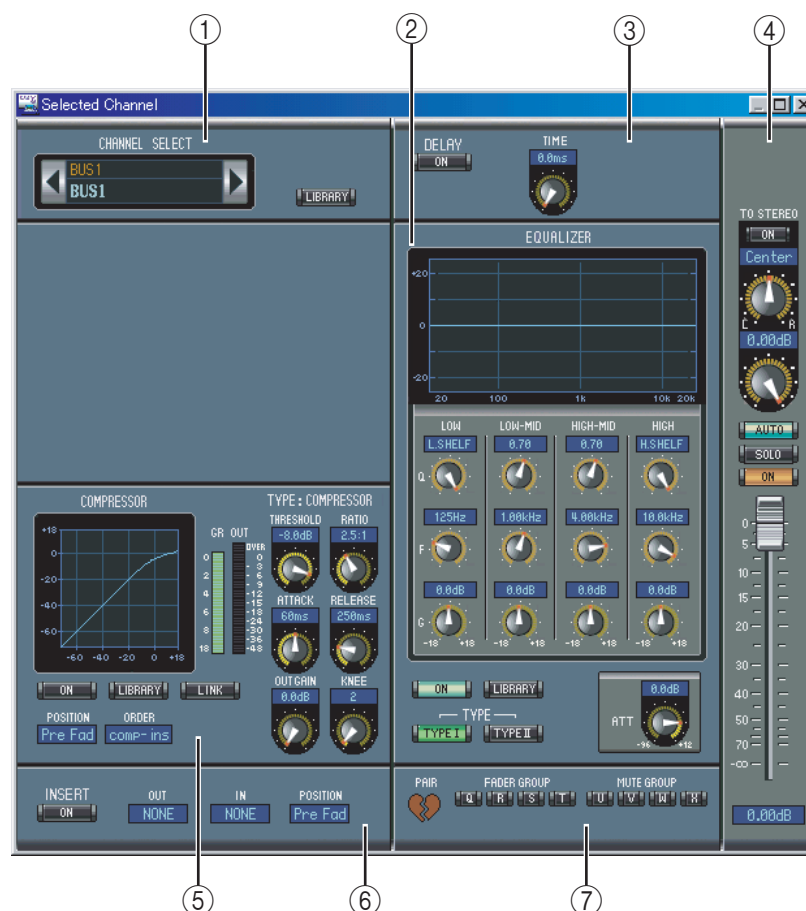 ① ② ③ ④
Selected Channel
CHANNEL SELECT
BUS1
BUS1
LIBRARY
DELAY
ON
TIME
0.0ms
EQUALIZER
+20
0
-20
20 100 1k 10k 20k
LOW LOW-MID HIGH-MID HIGH
L.SHELF 0.70 0.70 H.SHELF
Q
125Hz 1.00kHz 4.00kHz 10.0kHz
F
0.0dB 0.0dB 0.0dB 0.0dB
G
-18 +18 -18 +18 -18 +18 -18 +18
ON LIBRARY
TYPE
TYPE I TYPE II
ATT
0.0dB
-96 +12
TO STEREO
ON
Center
L R
0.00dB
AUTO
SOLO
ON
0
5
10
15
20
30
40
50
70
-∞
0.00dB
COMPRESSOR
+18
0
-20
-40
-60
-60 -40 -20 0 +18
GR OUT
0
2
4
6
8
18
OVER
0
-3
-6
-9
-12
-15
-18
-24
-30
-36
-48
TYPE : COMPRESSOR
THRESHOLD RATIO
-8.0dB 2.5:1
ATTACK RELEASE
60ms 250ms
OUT GAIN KNEE
0.0dB 2
ON LIBRARY LINK
POSITION ORDER
Pre Fad comp-ins
INSERT
ON
OUT IN POSITION
NONE NONE Pre Fad
PAIR
FADER GROUP
Q R S T
MUTE GROUP
U V W X
⑤ ⑥ ⑦